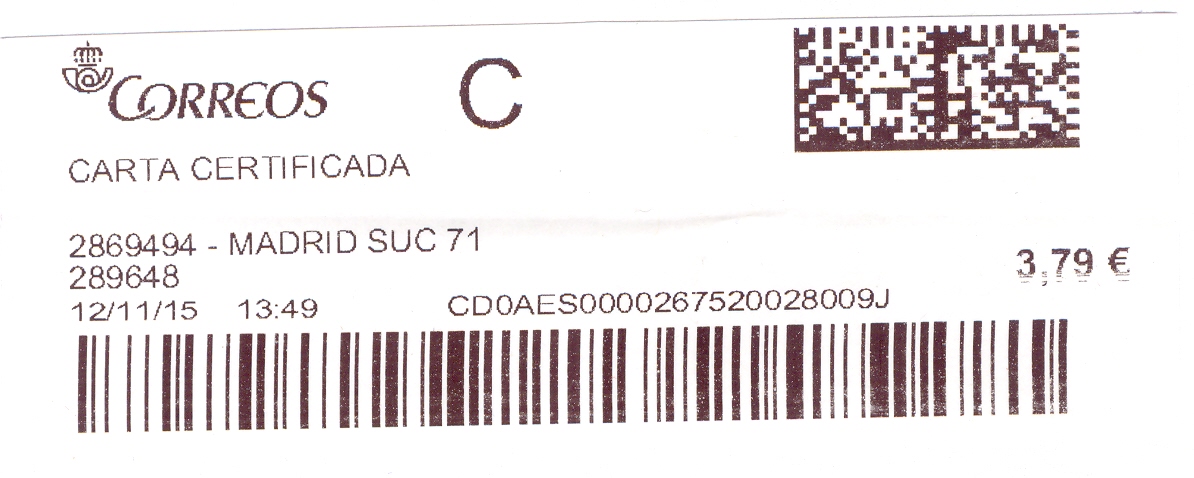 CORREOS
C
CARTA CERTIFICADA
2869494 - MADRID SUC 71
289648
3,79 €
12/11/15 13:49 CD0AES0000267520028009J